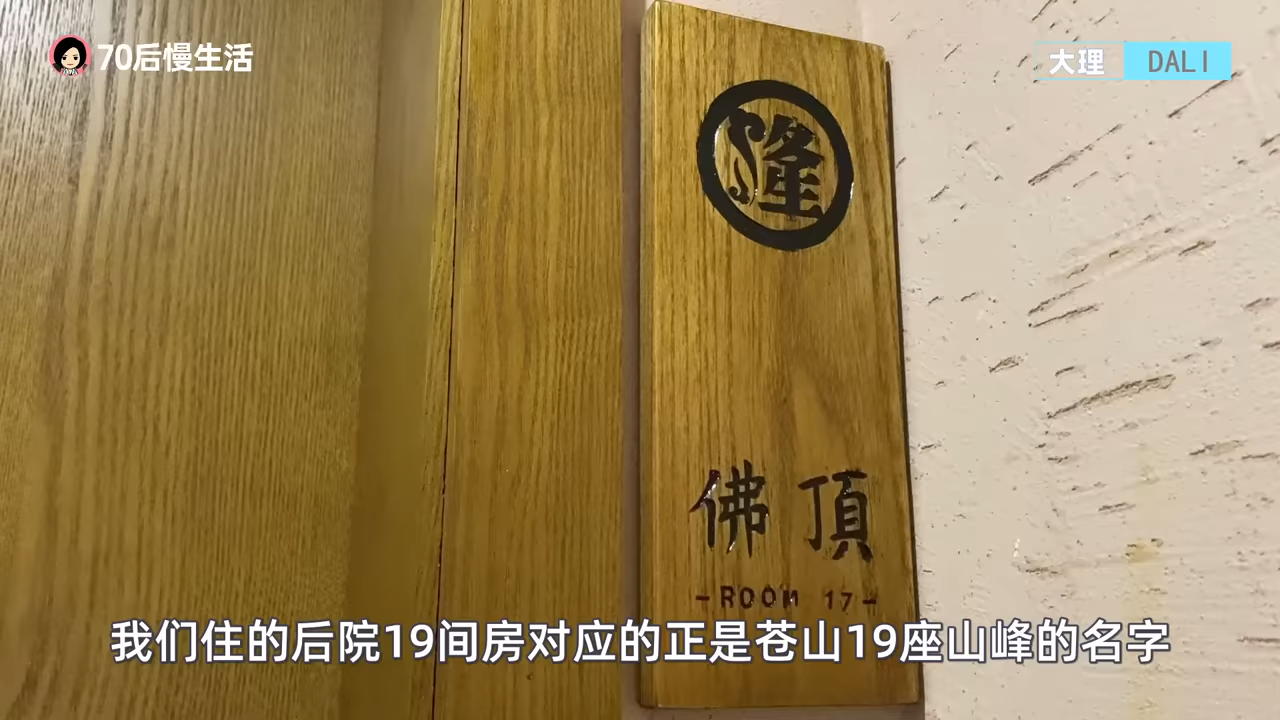 70后慢生活
大理 DALI
隆
佛頂
-ROOM 17-
我们住的后院19间房对应的正是苍山19座山峰的名字